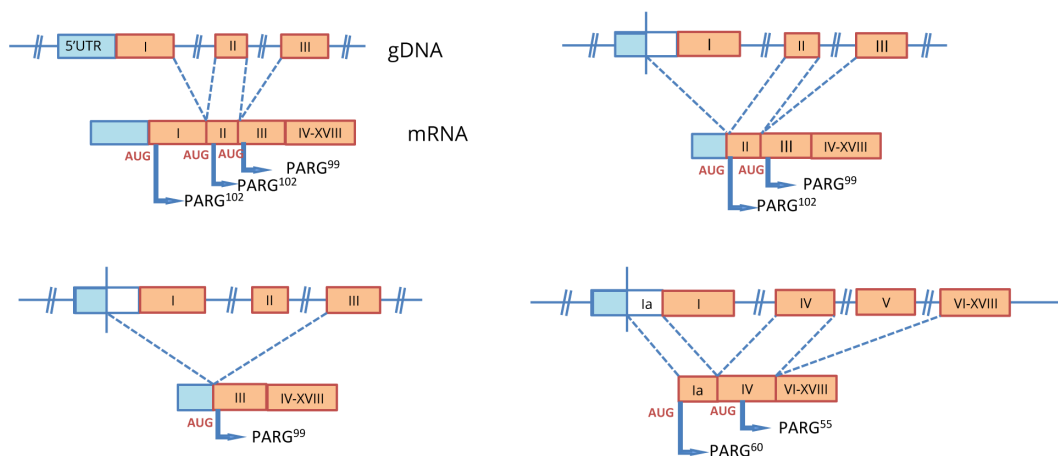 5'UTR I II III gDNA
I II III IV-XVIII mRNA
AUG AUG AUG PARG⁹⁹
PARG¹⁰²
PARG¹⁰²
I II III
II III IV-XVIII
AUG AUG PARG⁹⁹
PARG¹⁰²
I II III
III IV-XVIII
AUG PARG⁹⁹
Ia I IV V VI-XVIII
Ia IV VI-XVIII
AUG AUG PARG⁵⁵
PARG⁶⁰